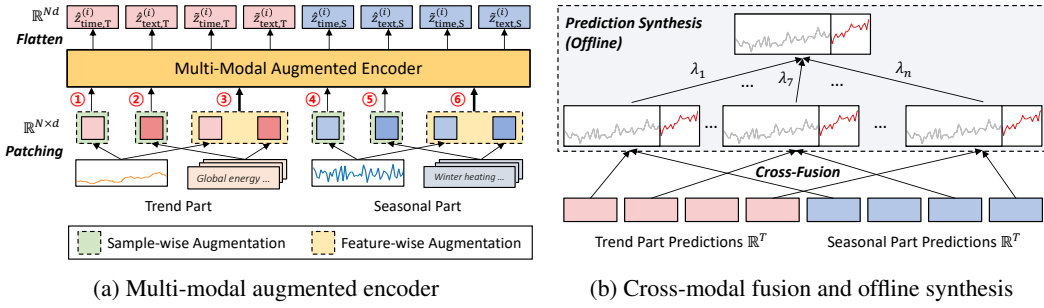 ℝ^{Nd}
ẑ^{(i)}_{time,T} ẑ^{(i)}_{text,T} z̃^{(i)}_{time,T} z̃^{(i)}_{text,T} ẑ^{(i)}_{time,S} ẑ^{(i)}_{text,S} z̃^{(i)}_{time,S} z̃^{(i)}_{text,S}
Flatten
Multi-Modal Augmented Encoder
① ② ③ ④ ⑤ ⑥
ℝ^{N×d}
Patching
Global energy ...
Winter heating ...
Trend Part
Seasonal Part
Sample-wise Augmentation
Feature-wise Augmentation
(a) Multi-modal augmented encoder
Prediction Synthesis
(Offline)
λ_1 λ_7 λ_n
... ...
... ...
Cross-Fusion
Trend Part Predictions ℝ^T
Seasonal Part Predictions ℝ^T
(b) Cross-modal fusion and offline synthesis